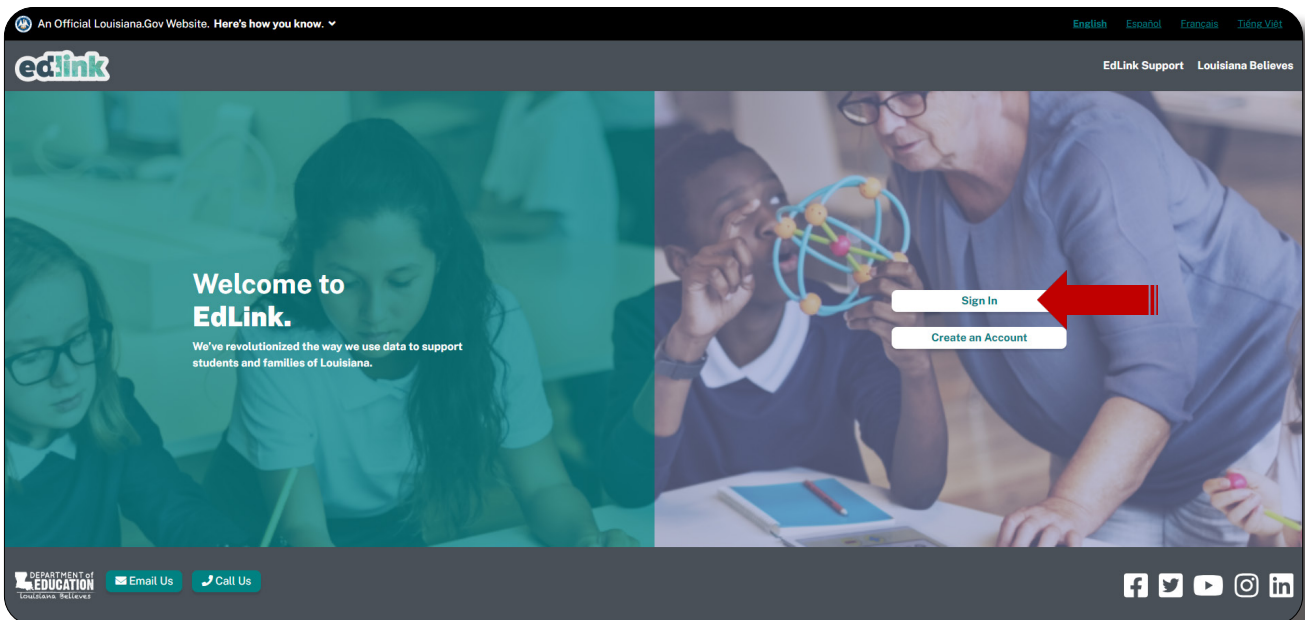 An Official Louisiana.Gov Website. Here's how you know.
English Español Français Tiếng Việt
edlink
EdLink Support Louisiana Believes
Welcome to
EdLink.
We've revolutionized the way we use data to support
students and families of Louisiana.
Sign In
Create an Account
DEPARTMENT of
EDUCATION
Louisiana Believes
Email Us
Call Us